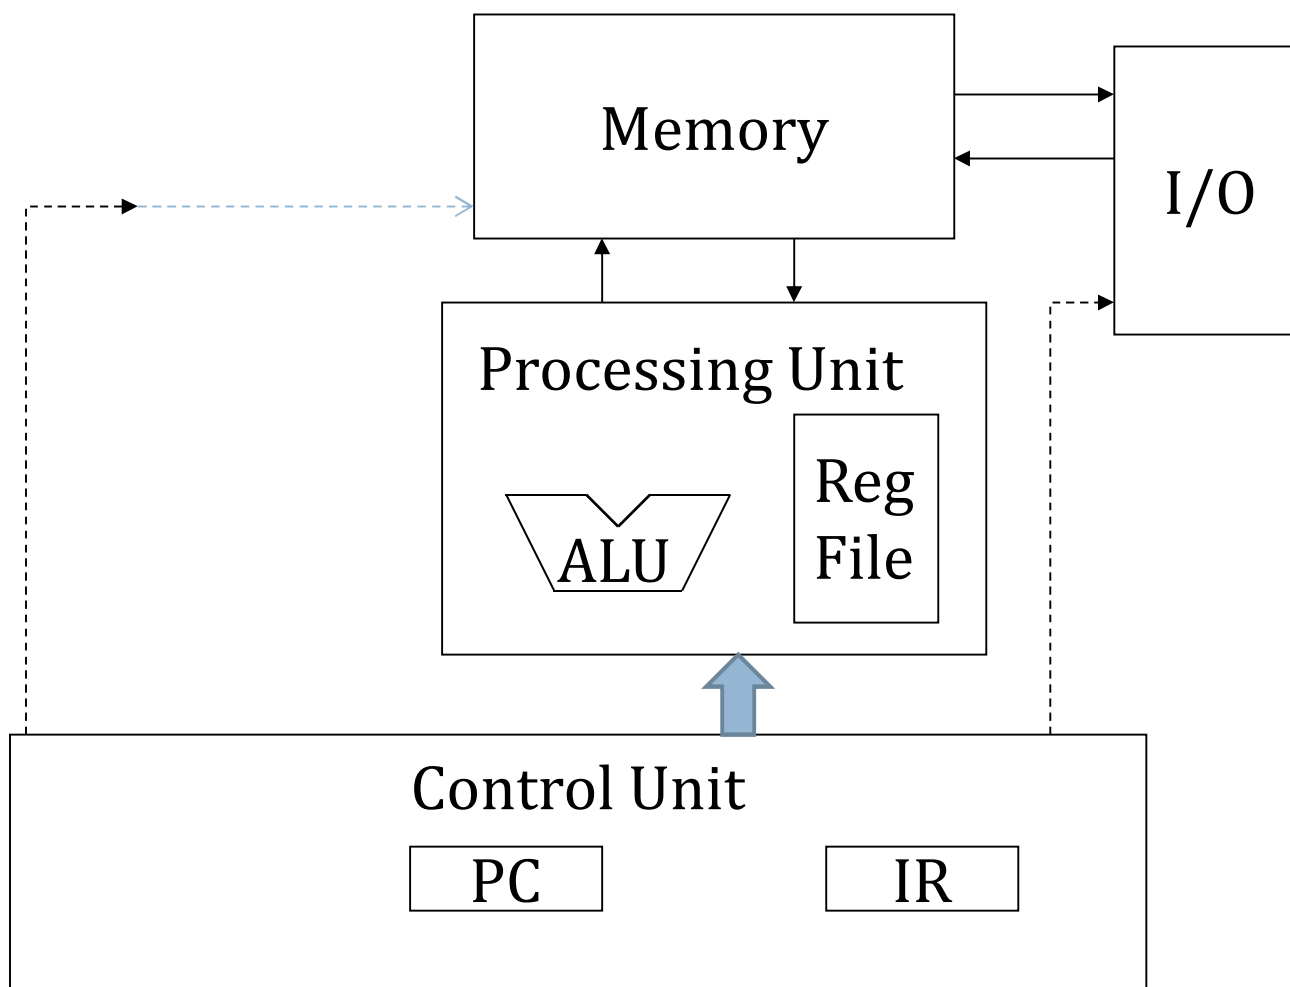 Memory
I/O
Processing Unit
Reg
File
ALU
Control Unit
PC
IR